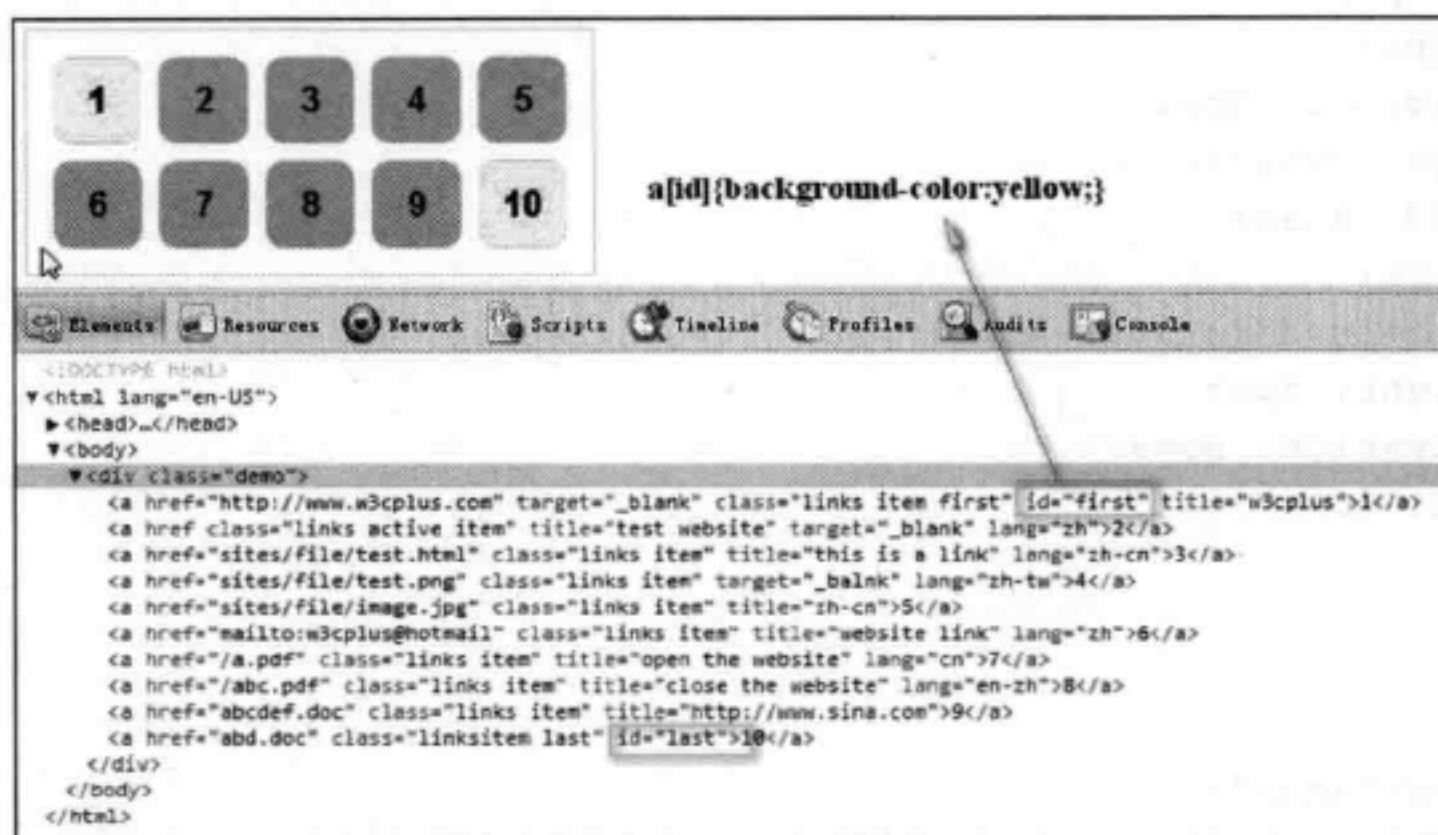 1 2 3 4 5
6 7 8 9 10
a[id]{background-color:yellow;}
Elements Resources Network Scripts Timeline Profiles Audits Console
<!DOCTYPE html>
▼<html lang="en-US">
▶<head>…</head>
▼<body>
▼<div class="demo">
<a href="http://www.w3cplus.com" target="_blank" class="links item first" id="first" title="w3cplus">1</a>
<a href class="links active item" title="test website" target="_blank" lang="zh">2</a>
<a href="sites/file/test.html" class="links item" title="this is a link" lang="zh-cn">3</a>
<a href="sites/file/test.png" class="links item" target="_balnk" lang="zh-tw">4</a>
<a href="sites/file/image.jpg" class="links item" title="zh-cn">5</a>
<a href="mailto:w3cplus@hotmail" class="links item" title="website link" lang="zh">6</a>
<a href="/a.pdf" class="links item" title="open the website" lang="cn">7</a>
<a href="/abc.pdf" class="links item" title="close the website" lang="en-zh">8</a>
<a href="abcdef.doc" class="links item" title="http://www.sina.com">9</a>
<a href="abd.doc" class="linksitem last" id="last">10</a>
</div>
</body>
</html>